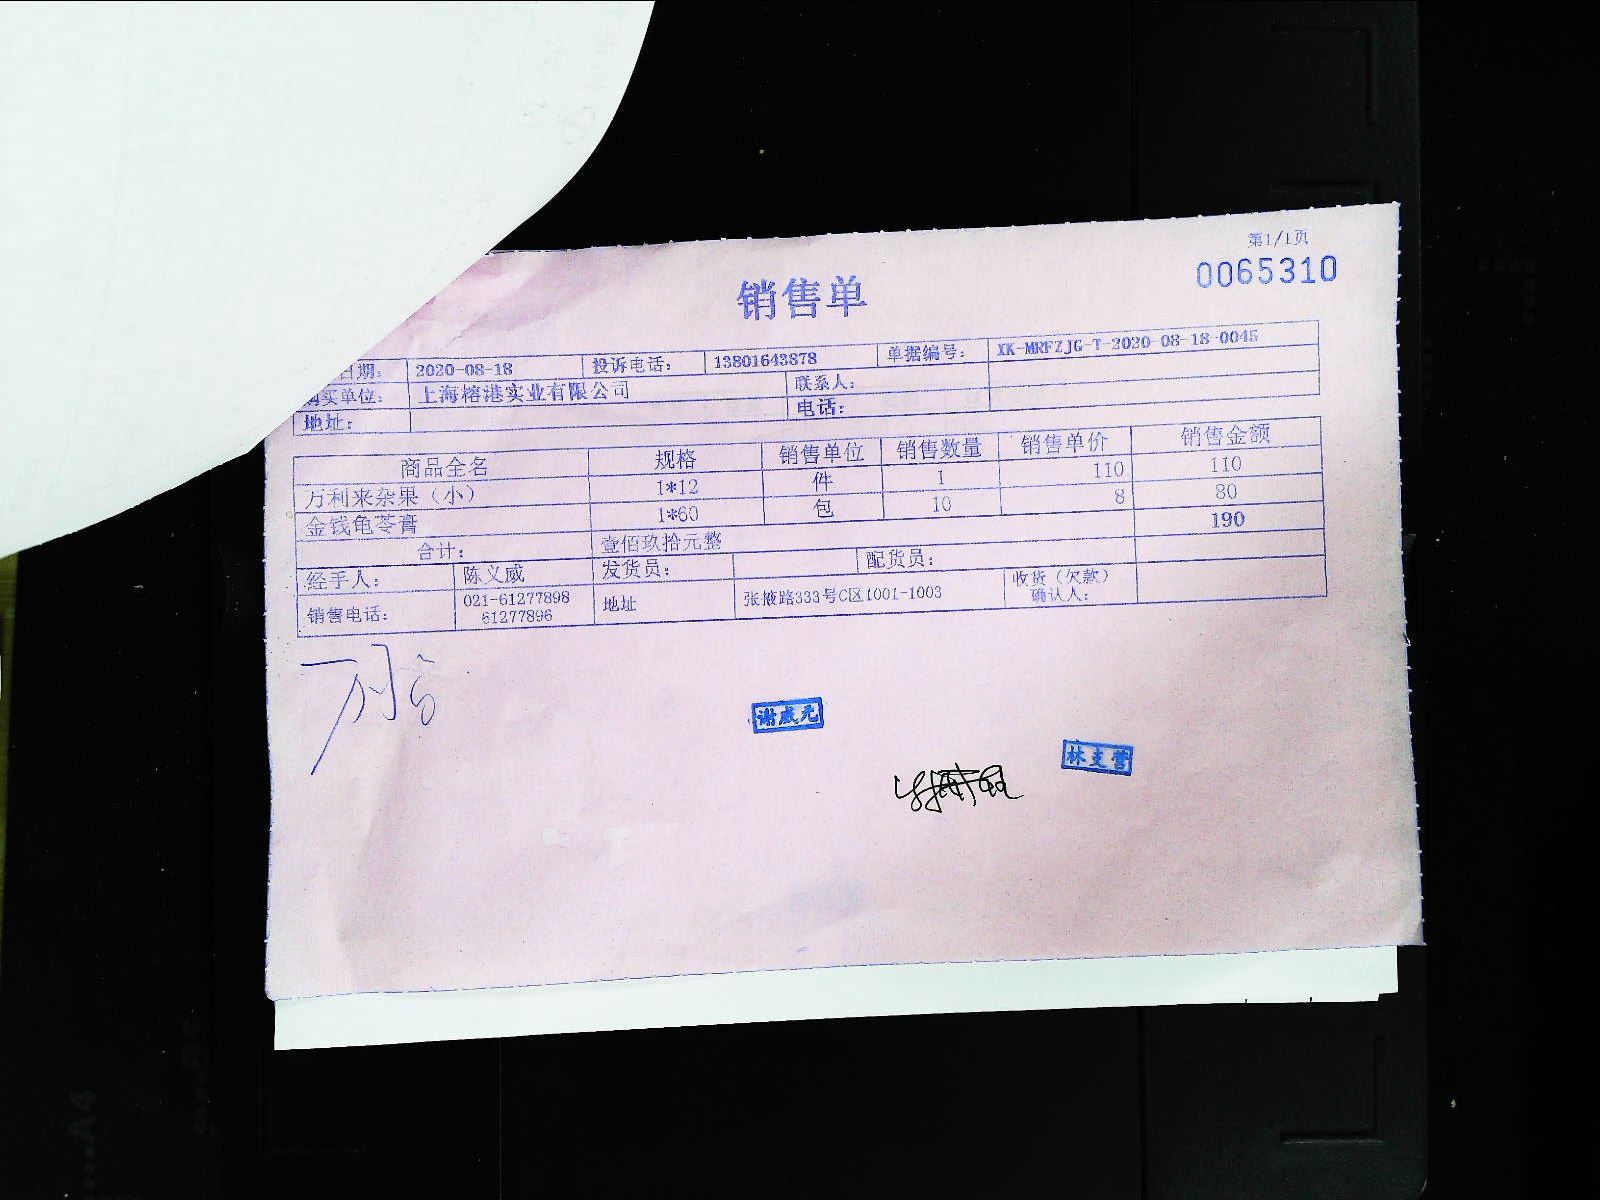 第1/1页
0065310
销售单
日期： 2020-08-18 投诉电话： 13801643878 单据编号： XK-MRFZJG-T-2020-08-18-0045
购买单位： 上海榕港实业有限公司 联系人：
地址： 电话：
商品全名 规格 销售单位 销售数量 销售单价 销售金额
万利来杂果（小） 1*12 件 1 110 110
金钱龟苓膏 1*60 包 10 8 80
合计： 壹佰玖拾元整 190
经手人： 陈义威 发货员： 配货员：
销售电话： 021-61277898 地址 张掖路333号C区1001-1003 收货（欠款）
61277896 确认人：
谢成元
林支营